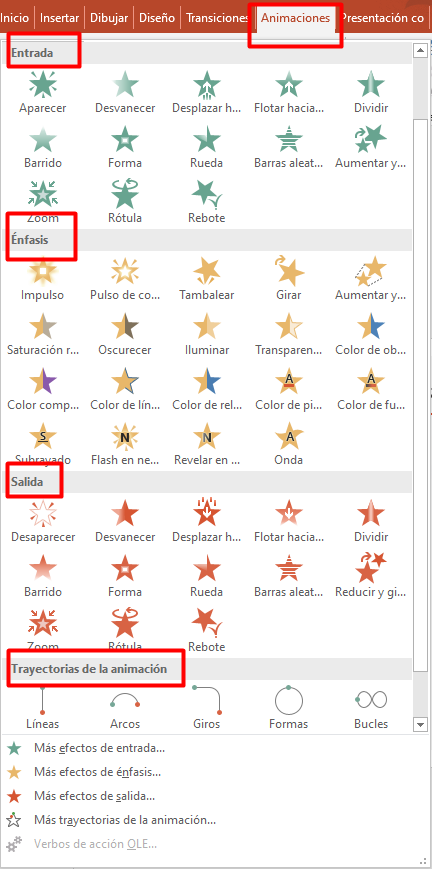 Inicio Insertar Dibujar Diseño Transiciones Animaciones Presentación co
Entrada
Aparecer Desvanecer Desplazar h... Flotar hacia... Dividir
Barrido Forma Rueda Barras aleat... Aumentar y...
Zoom Rótula Rebote
Énfasis
Impulso Pulso de co... Tambalear Girar Aumentar y...
Saturación r... Oscurecer Iluminar Transparen... Color de ob...
Color comp... Color de lín... Color de rel... Color de pi... Color de fu...
Subrayado Flash en ne... Revelar en ... Onda
Salida
Desaparecer Desvanecer Desplazar h... Flotar hacia... Dividir
Barrido Forma Rueda Barras aleat... Reducir y gi...
Zoom Rótula Rebote
Trayectorias de la animación
Líneas Arcos Giros Formas Bucles
Más efectos de entrada...
Más efectos de énfasis...
Más efectos de salida...
Más trayectorias de la animación...
Verbos de acción OLE...